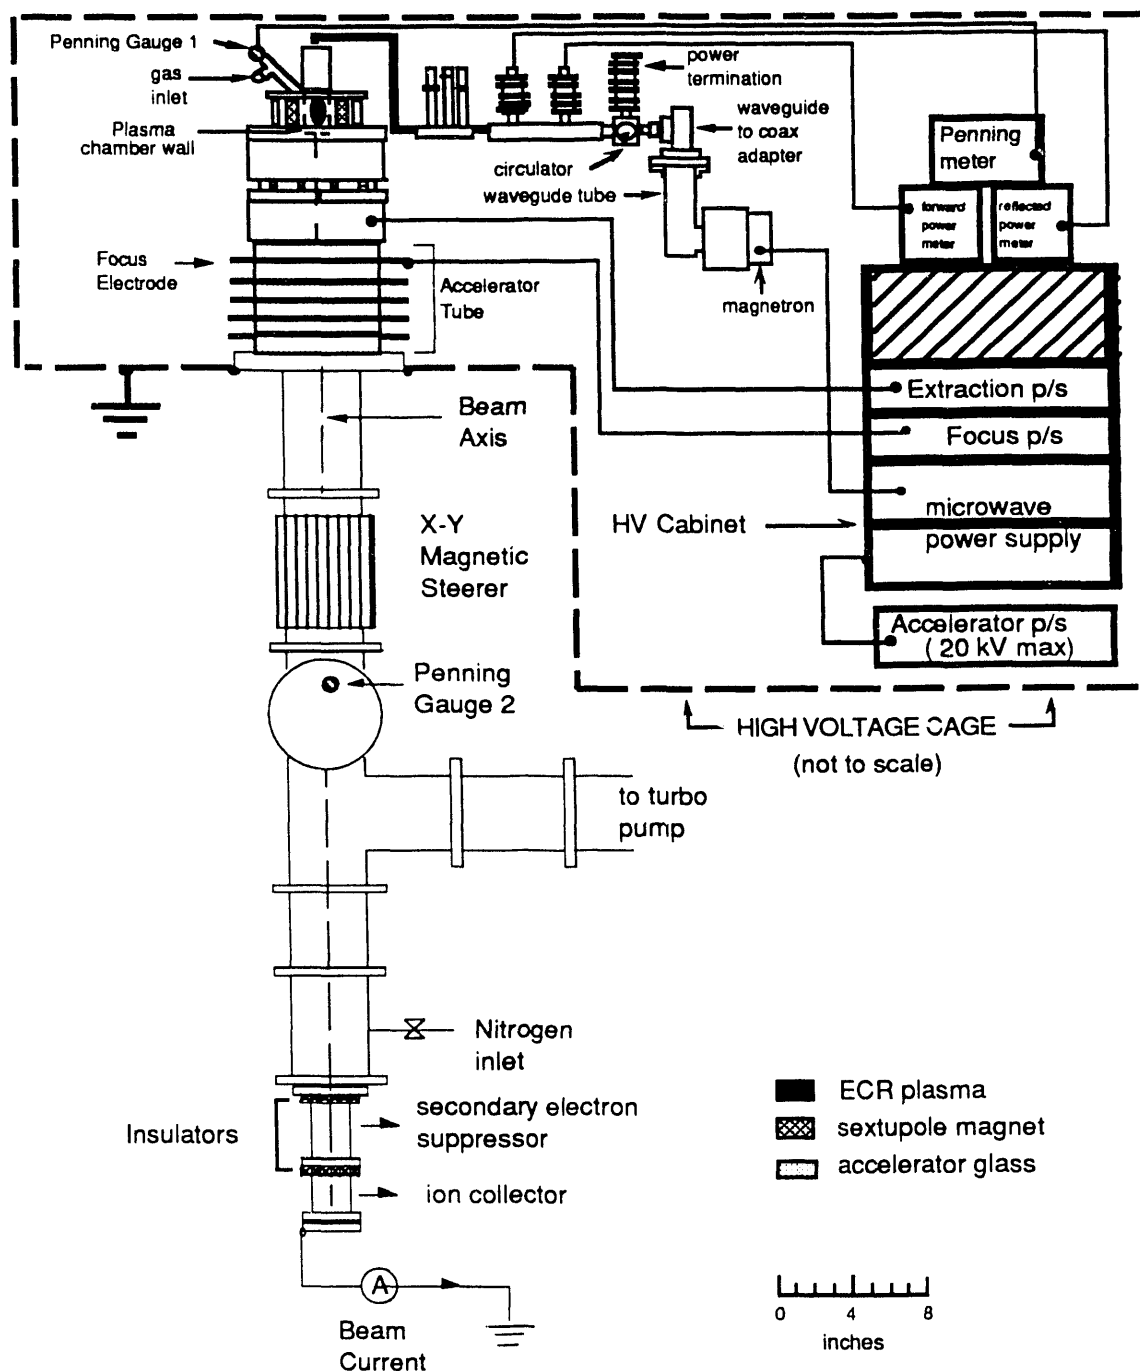 Penning Gauge 1
gas
inlet
Plasma
chamber wall
power
termination
waveguide
to coax
adapter
circulator
wavegude tube
magnetron
Penning
meter
forward
power
meter
reflected
power
meter
Focus
Electrode
Accelerator
Tube
Extraction p/s
Focus p/s
microwave
power supply
HV Cabinet
Accelerator p/s
( 20 kV max)
Beam
Axis
X-Y
Magnetic
Steerer
Penning
Gauge 2
HIGH VOLTAGE CAGE
(not to scale)
to turbo
pump
Nitrogen
inlet
Insulators
secondary electron
suppressor
ion collector
ECR plasma
sextupole magnet
accelerator glass
A
Beam
Current
0 4 8
inches